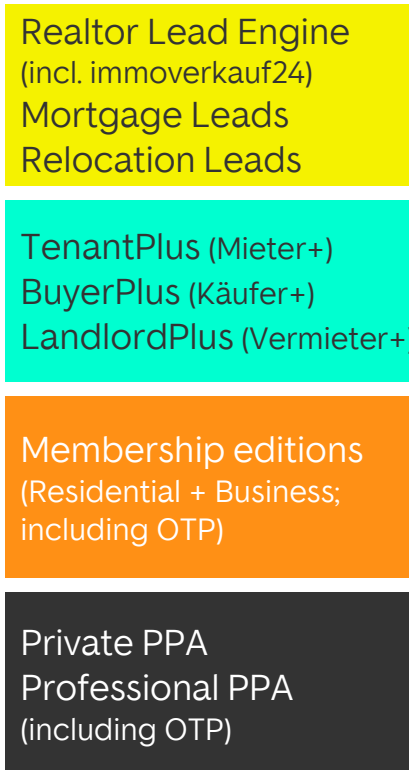 Realtor Lead Engine
(incl. immoverkauf24)
Mortgage Leads
Relocation Leads
TenantPlus (Mieter+)
BuyerPlus (Käufer+)
LandlordPlus (Vermieter+)
Membership editions
(Residential + Business;
including OTP)
Private PPA
Professional PPA
(including OTP)